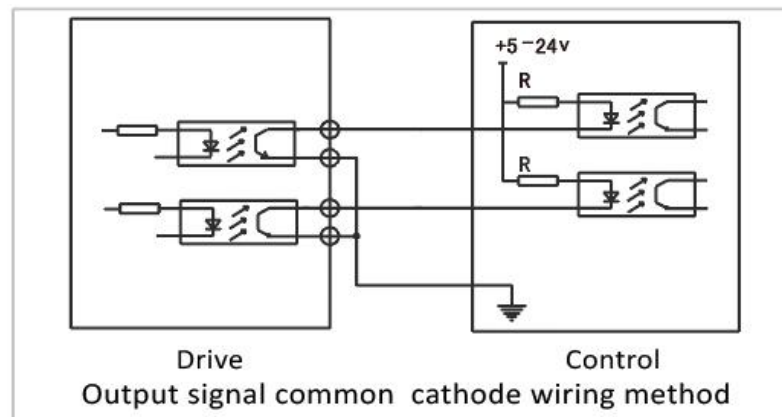 +5-24v
R
R
Drive Control
Output signal common cathode wiring method